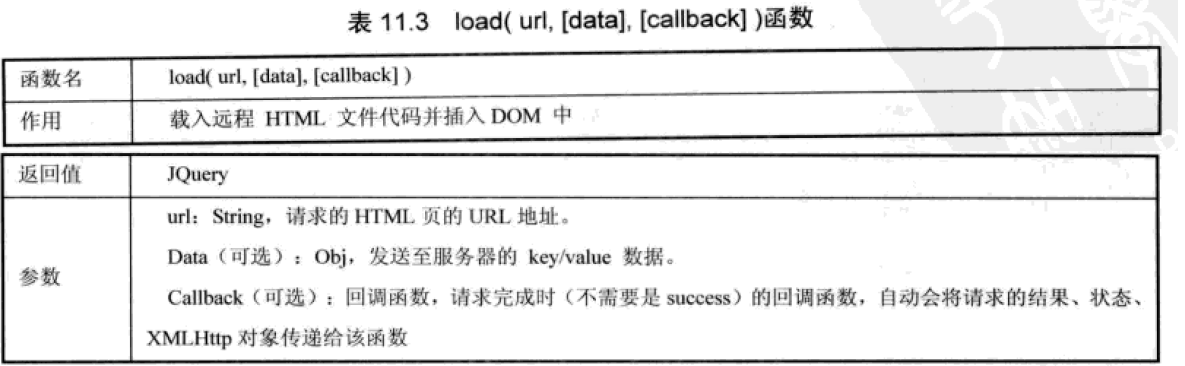 表 11.3 load( url, [data], [callback] )函数
函数名 load( url, [data], [callback] )
作用 载入远程 HTML 文件代码并插入 DOM 中
返回值 JQuery
url：String，请求的 HTML 页的 URL 地址。
Data（可选）：Obj，发送至服务器的 key/value 数据。
参数
Callback（可选）：回调函数，请求完成时（不需要是 success）的回调函数，自动会将请求的结果、状态、
XMLHttp 对象传递给该函数